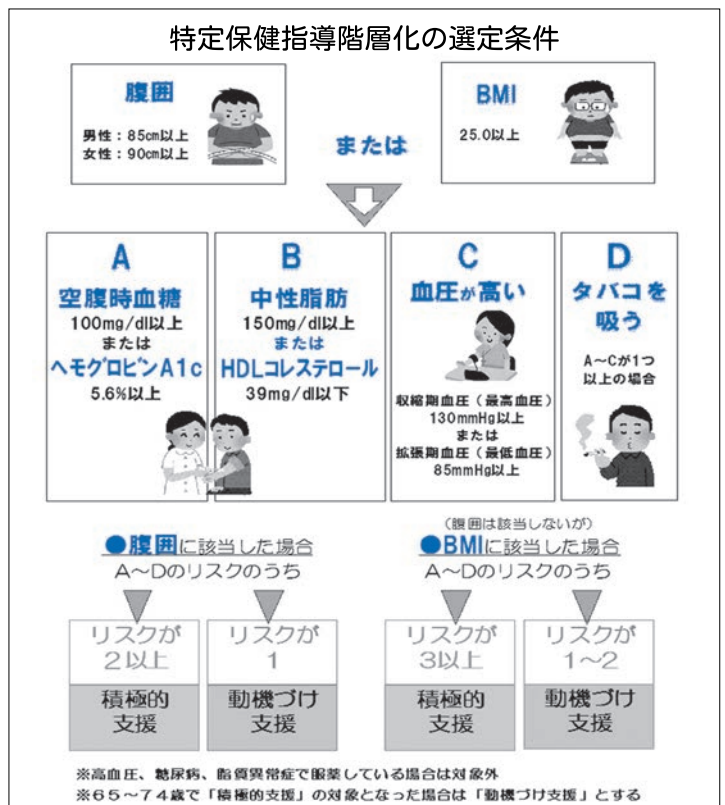 特定保健指導階層化の選定条件
腹囲
男性：85㎝以上
女性：90㎝以上
または
BMI
25.0以上
A
空腹時血糖
100mg/dl以上
または
ヘモグロビンA1c
5.6%以上
B
中性脂肪
150mg/dl以上
または
HDLコレステロール
39mg/dl以下
C
血圧が高い
収縮期血圧（最高血圧）
130mmHg以上
または
拡張期血圧（最低血圧）
85mmHg以上
D
タバコを
吸う
A～Cが1つ
以上の場合
●腹囲に該当した場合
A～Dのリスクのうち
リスクが
2以上
積極的
支援
リスクが
1
動機づけ
支援
（腹囲は該当しないが）
●BMIに該当した場合
A～Dのリスクのうち
リスクが
3以上
積極的
支援
リスクが
1～2
動機づけ
支援
※高血圧、糖尿病、脂質異常症で服薬している場合は対象外
※65～74歳で「積極的支援」の対象となった場合は「動機づけ支援」とする